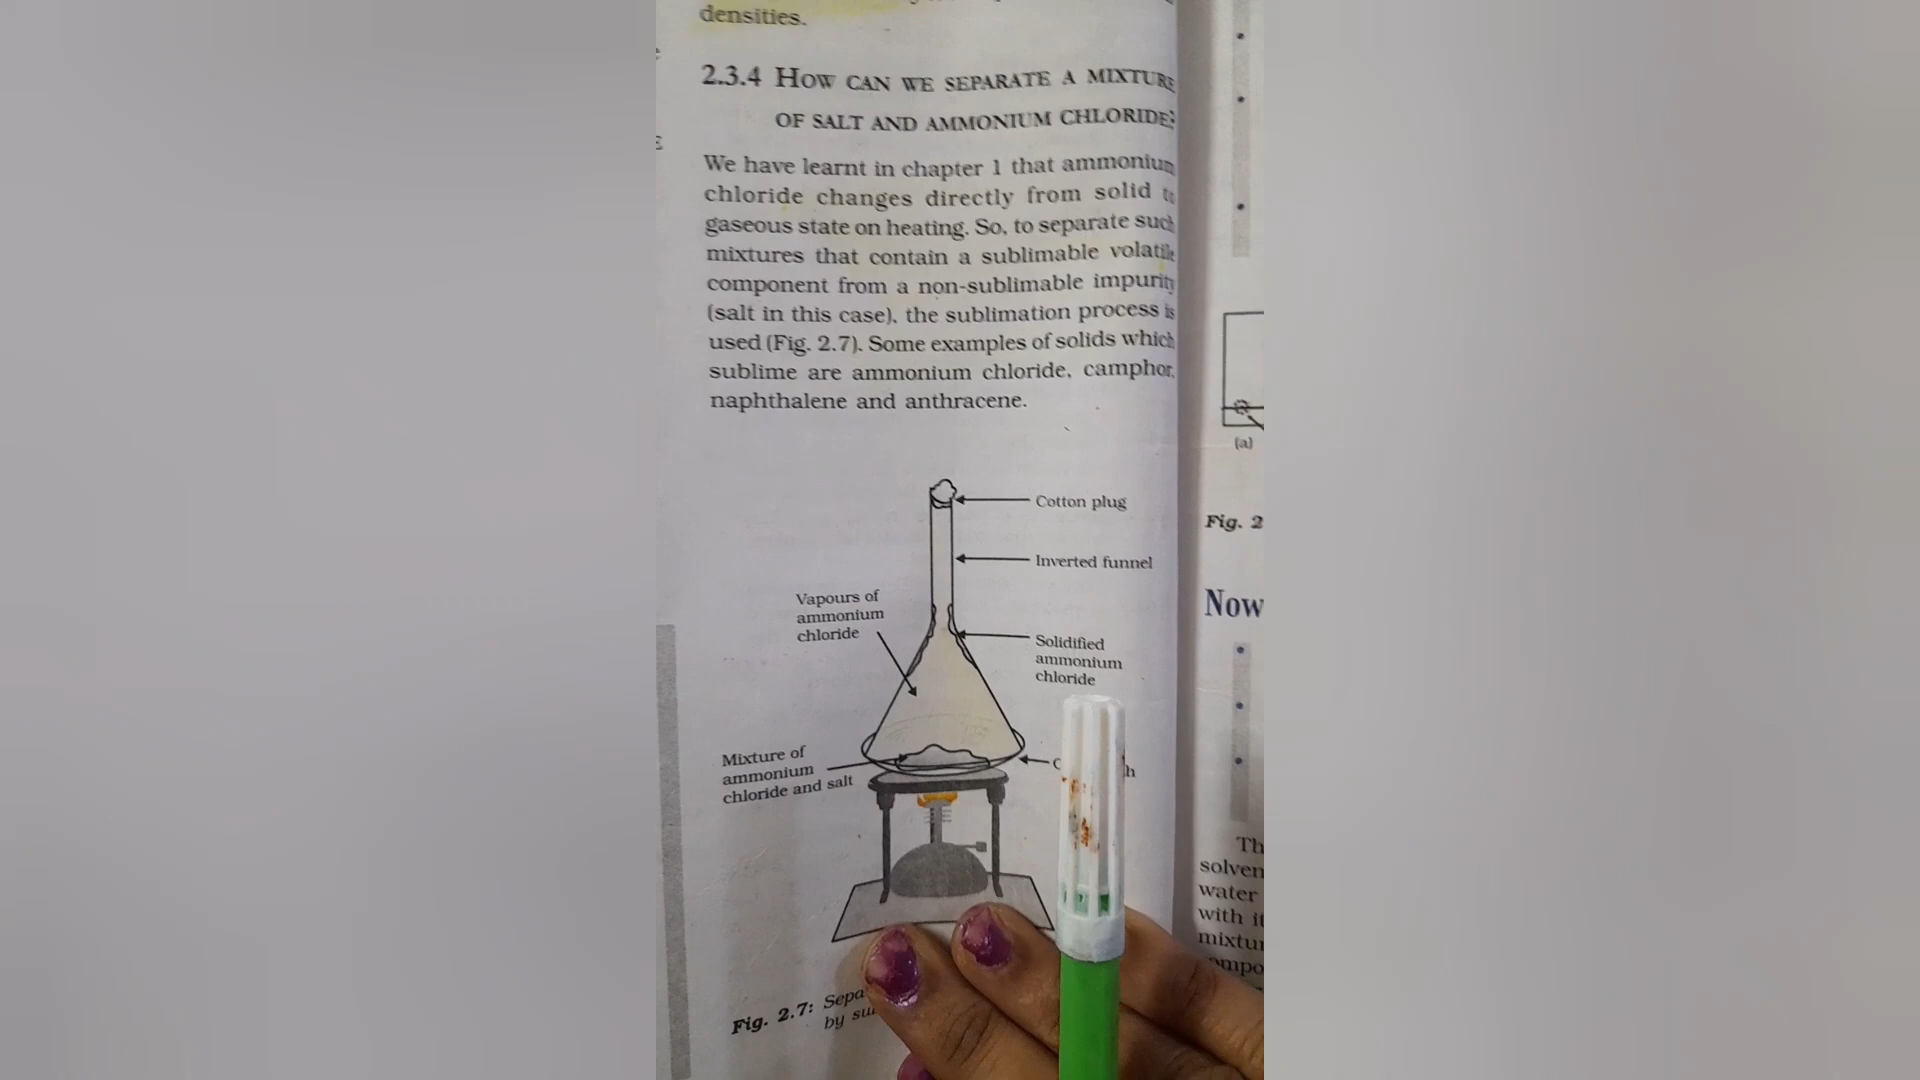 densities.
2.3.4 HOW CAN WE SEPARATE A MIXTURE
OF SALT AND AMMONIUM CHLORIDE?
We have learnt in chapter 1 that ammonium
chloride changes directly from solid to
gaseous state on heating. So, to separate such
mixtures that contain a sublimable volatile
component from a non-sublimable impurity
(salt in this case), the sublimation process is
used (Fig. 2.7). Some examples of solids which
sublime are ammonium chloride, camphor,
naphthalene and anthracene.
Cotton plug
Inverted funnel
Vapours of
ammonium
chloride
Solidified
ammonium
chloride
Mixture of
ammonium
chloride and salt
Fig. 2.7: Sepa
by
(a)
Fig. 2
Now
Th
solven
water
with it
mixtur
ompo